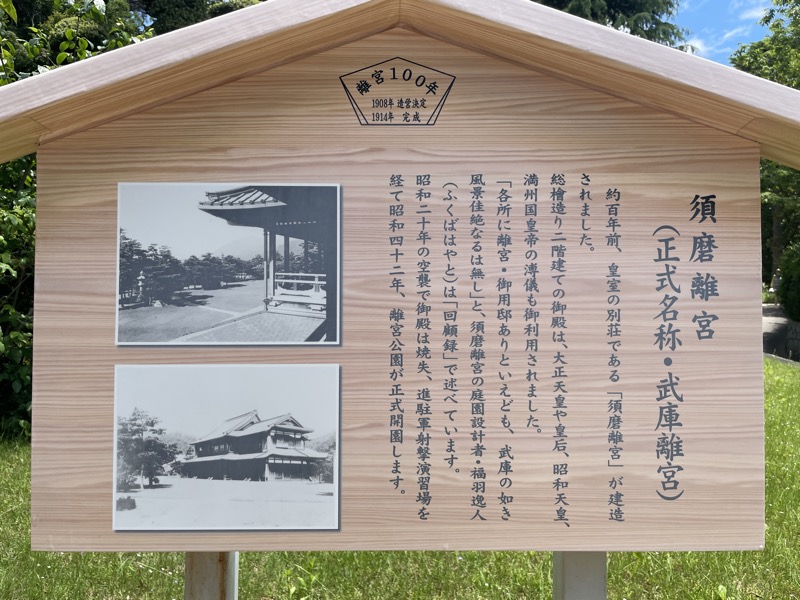 離宮100年
1908年 造営決定
1914年 完成
須磨離宮
(正式名称・武庫離宮)
約百年前、皇室の別荘である「須磨離宮」が建造
されました。
総檜造り二階建ての御殿は、大正天皇や皇后、昭和天皇、
満州国皇帝の溥儀も御利用されました。
「各所に離宮・御用邸ありといえども、武庫の如き
風景佳絶なるは無し」と、須磨離宮の庭園設計者・福羽逸人
(ふくばはやと)は「回顧録」で述べています。
昭和二十年の空襲で御殿は焼失、進駐軍射撃演習場を
経て昭和四十二年、離宮公園が正式開園します。